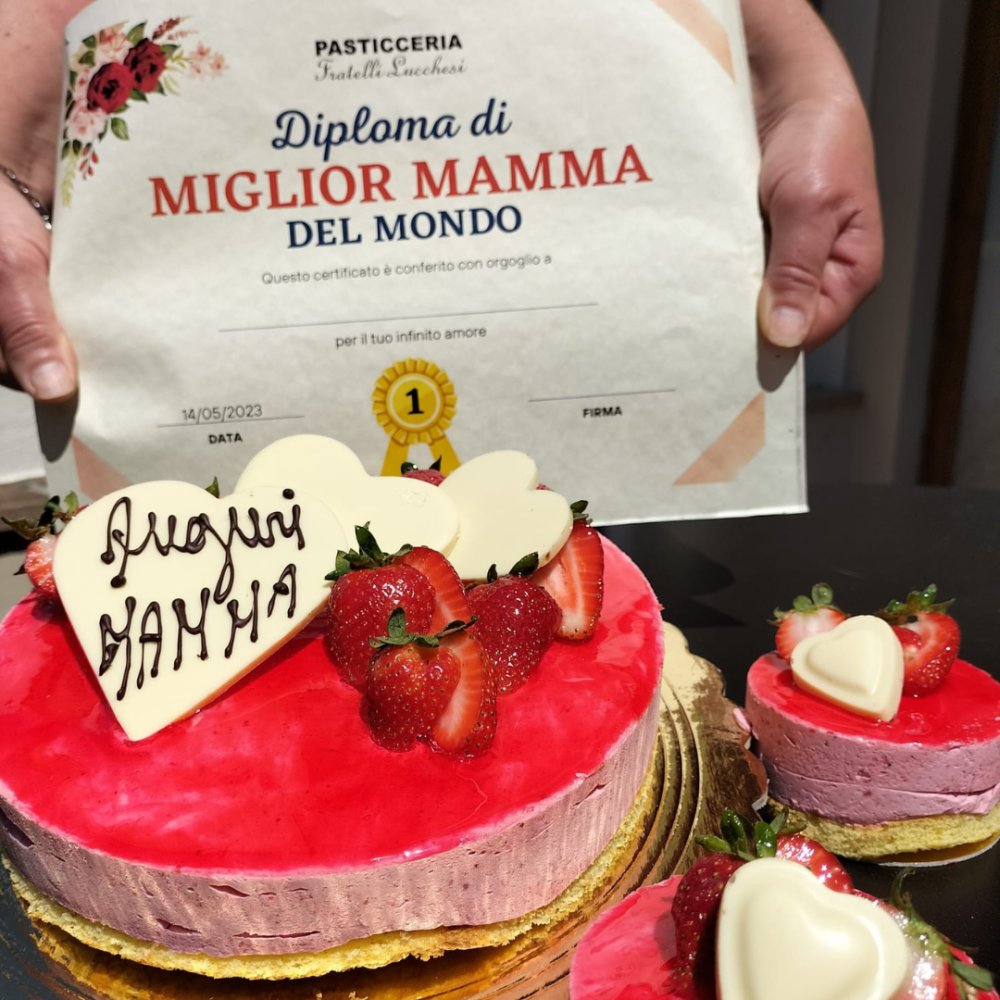 PASTICCERIA
Fratelli Lucchesi
Diploma di
MIGLIOR MAMMA
DEL MONDO
Questo certificato è conferito con orgoglio a
per il tuo infinito amore
14/05/2023
DATA
1
FIRMA
Auguri
MAMMA